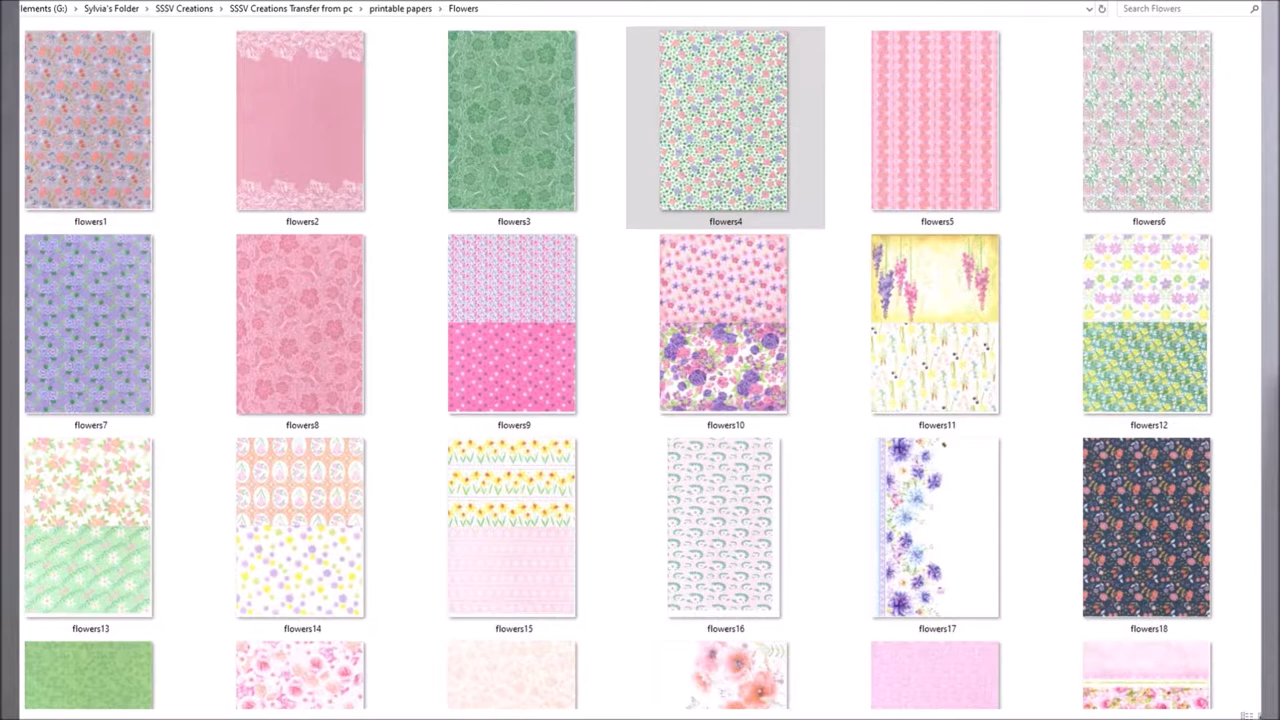 lements (G:) › Sylvia's Folder › SSSV Creations › SSSV Creations Transfer from pc › printable papers › Flowers
Search Flowers
flowers1 flowers2 flowers3 flowers4 flowers5 flowers6
flowers7 flowers8 flowers9 flowers10 flowers11 flowers12
flowers13 flowers14 flowers15 flowers16 flowers17 flowers18